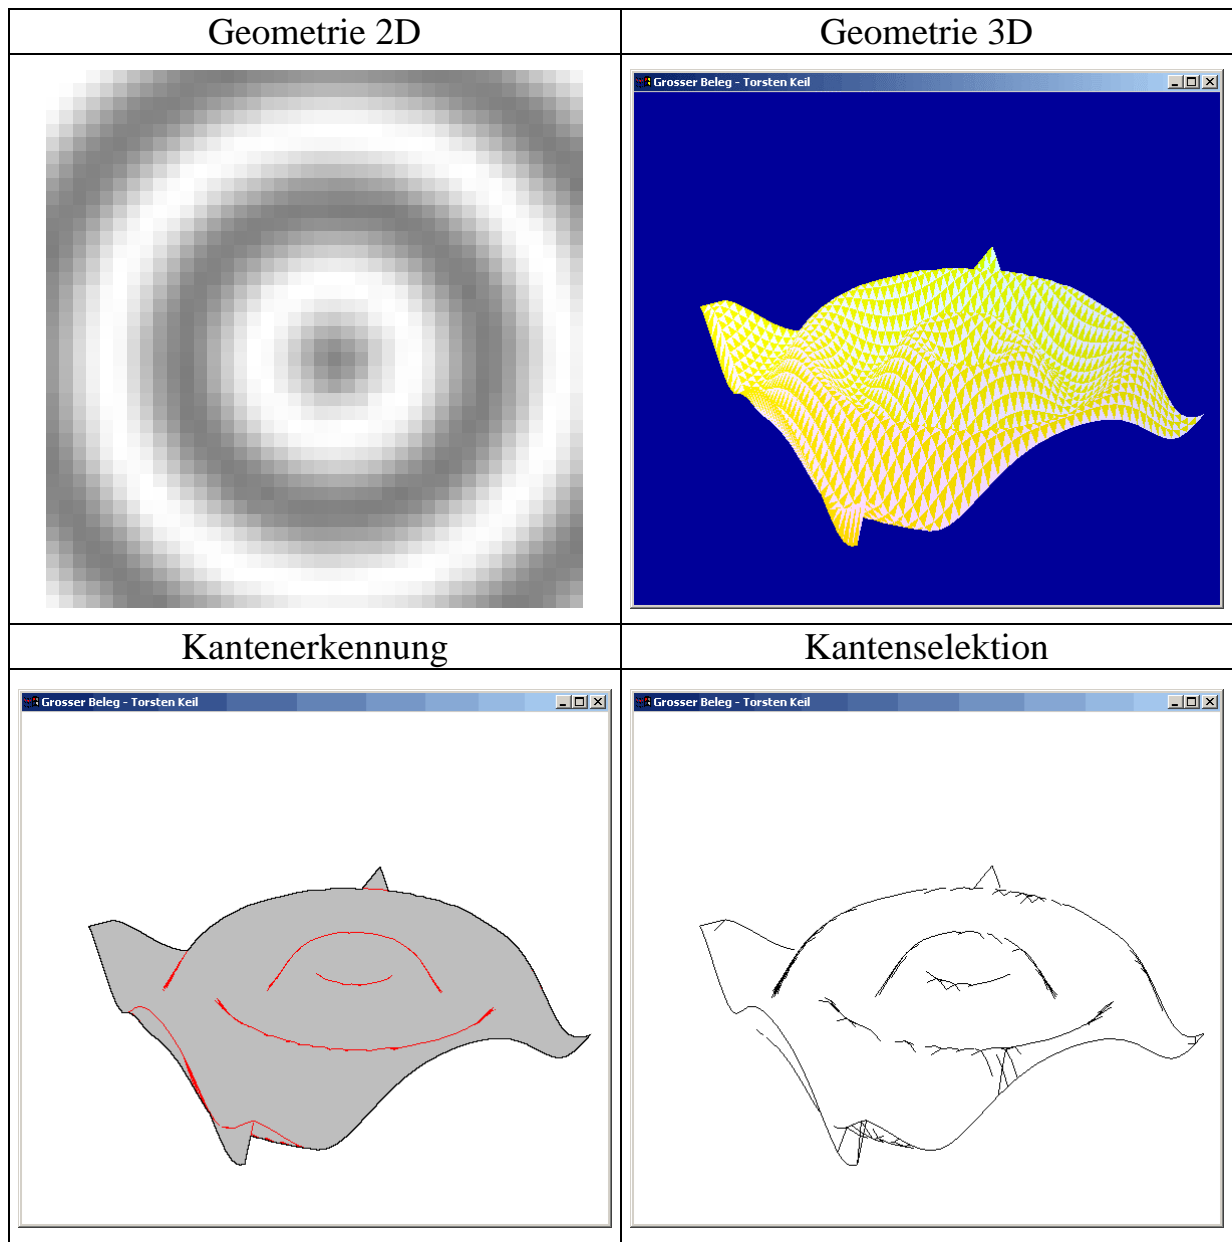 Geometrie 2D
Geometrie 3D
Grosser Beleg - Torsten Keil
Kantenerkennung
Kantenselektion
Grosser Beleg - Torsten Keil
Grosser Beleg - Torsten Keil